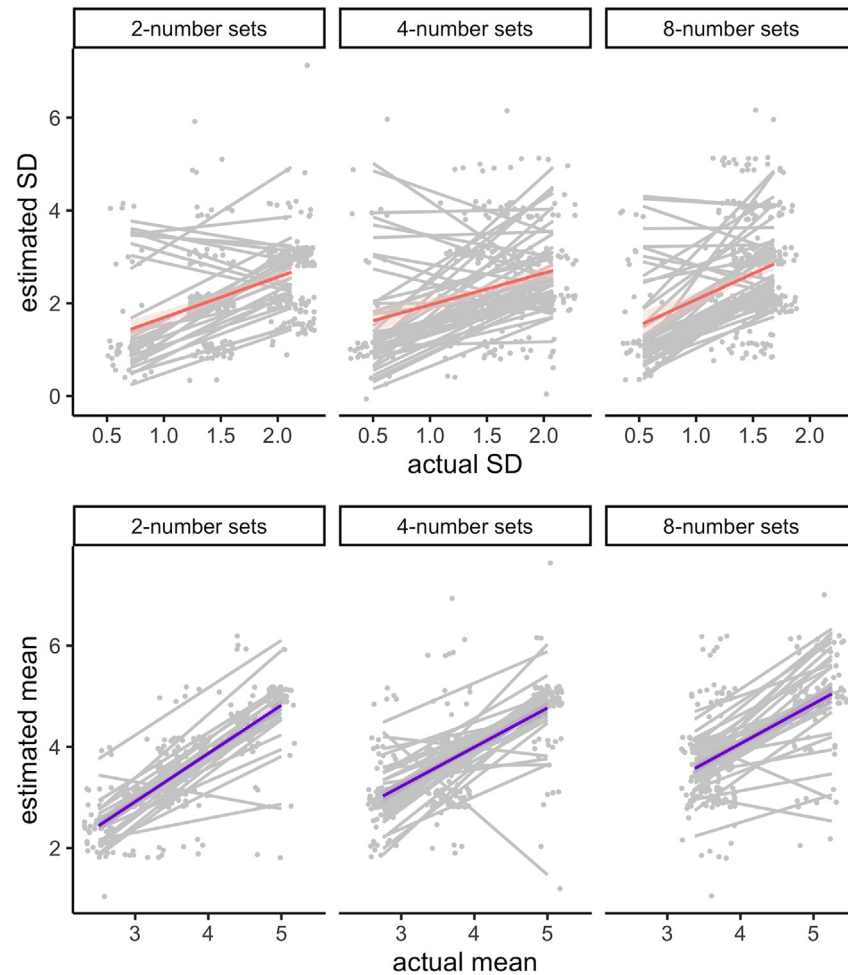 2-number sets 4-number sets 8-number sets
estimated SD
6
4
2
0
0.5 1.0 1.5 2.0 0.5 1.0 1.5 2.0 0.5 1.0 1.5 2.0
actual SD
2-number sets 4-number sets 8-number sets
estimated mean
6
4
2
3 4 5 3 4 5 3 4 5
actual mean